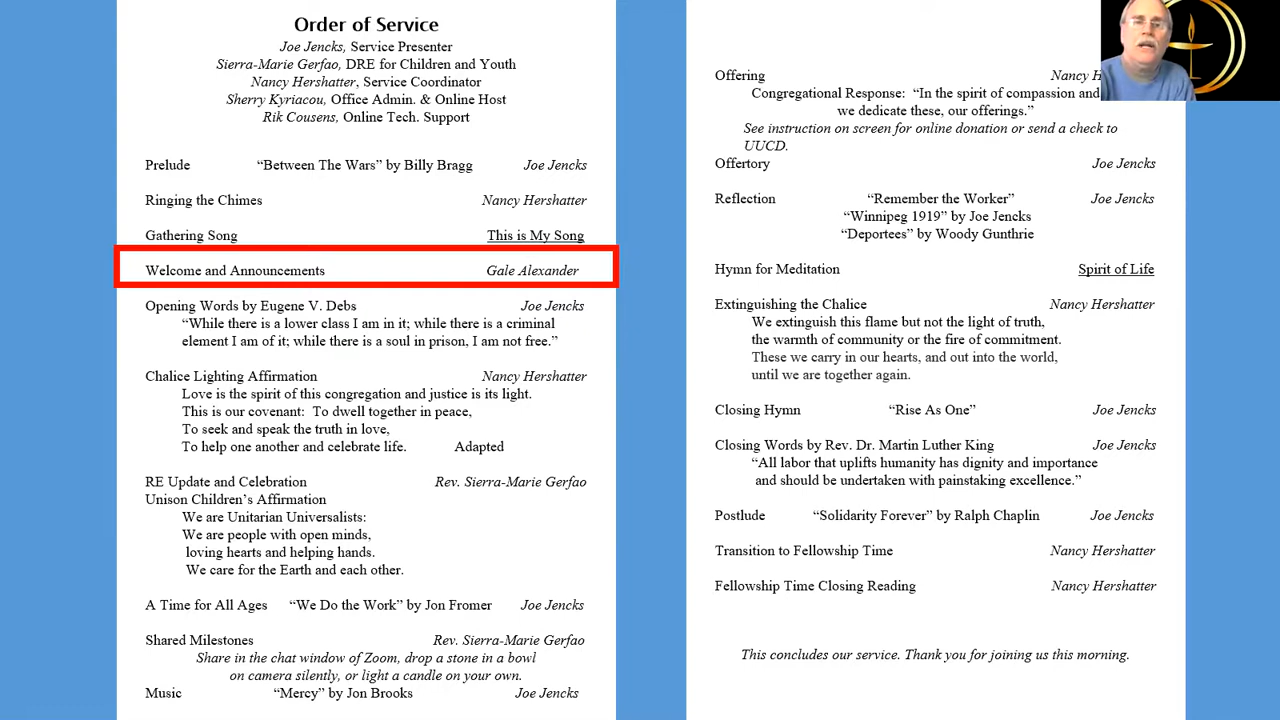 Order of Service
Joe Jencks, Service Presenter
Sierra-Marie Gerfao, DRE for Children and Youth
Nancy Hershatter, Service Coordinator
Sherry Kyriacou, Office Admin. & Online Host
Rik Cousens, Online Tech. Support
Prelude “Between The Wars” by Billy Bragg Joe Jencks
Ringing the Chimes Nancy Hershatter
Gathering Song This is My Song
Welcome and Announcements Gale Alexander
Opening Words by Eugene V. Debs Joe Jencks
“While there is a lower class I am in it; while there is a criminal
element I am of it; while there is a soul in prison, I am not free.”
Chalice Lighting Affirmation Nancy Hershatter
Love is the spirit of this congregation and justice is its light.
This is our covenant: To dwell together in peace,
To seek and speak the truth in love,
To help one another and celebrate life. Adapted
RE Update and Celebration Rev. Sierra-Marie Gerfao
Unison Children’s Affirmation
We are Unitarian Universalists:
We are people with open minds,
loving hearts and helping hands.
We care for the Earth and each other.
A Time for All Ages “We Do the Work” by Jon Fromer Joe Jencks
Shared Milestones Rev. Sierra-Marie Gerfao
Share in the chat window of Zoom, drop a stone in a bowl
on camera silently, or light a candle on your own.
Music “Mercy” by Jon Brooks Joe Jencks
Offering Nancy
Congregational Response: “In the spirit of compassion and
we dedicate these, our offerings.”
See instruction on screen for online donation or send a check to
UUCD.
Offertory Joe Jencks
Reflection “Remember the Worker” Joe Jencks
“Winnipeg 1919” by Joe Jencks
“Deportees” by Woody Gunthrie
Hymn for Meditation Spirit of Life
Extinguishing the Chalice Nancy Hershatter
We extinguish this flame but not the light of truth,
the warmth of community or the fire of commitment.
These we carry in our hearts, and out into the world,
until we are together again.
Closing Hymn “Rise As One” Joe Jencks
Closing Words by Rev. Dr. Martin Luther King Joe Jencks
“All labor that uplifts humanity has dignity and importance
and should be undertaken with painstaking excellence.”
Postlude “Solidarity Forever” by Ralph Chaplin Joe Jencks
Transition to Fellowship Time Nancy Hershatter
Fellowship Time Closing Reading Nancy Hershatter
This concludes our service. Thank you for joining us this morning.